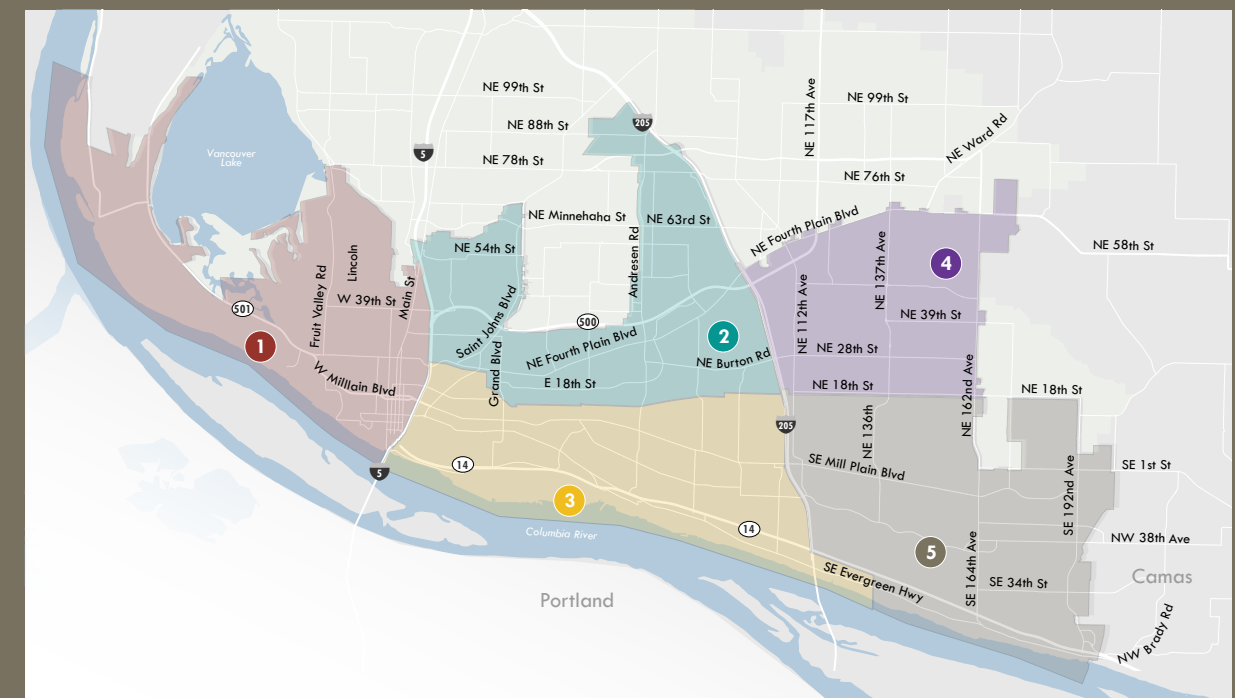 NE 99th St
NE 117th Ave
NE 99th St
NE 88th St
205
NE Ward Rd
5
Vancouver
Lake
NE 78th St
NE 76th St
NE Minnehaha St
NE 63rd St
NE Fourth Plain Blvd
NE 54th St
NE 58th St
Andresen Rd
NE 137th Ave
4
Lincoln
Fruit Valley Rd
Main St
W 39th St
501
Saint Johns Blvd
500
NE 112th Ave
NE 39th St
1
NE Fourth Plain Blvd
2
NE 28th St
NE Burton Rd
W Milllain Blvd
Grand Blvd
E 18th St
NE 18th St
NE 162nd Ave
NE 18th St
205
NE 136th
5
14
SE Mill Plain Blvd
SE 1st St
SE 192nd Ave
3
14
Columbia River
NW 38th Ave
5
SE 164th Ave
SE Evergreen Hwy
SE 34th St
Camas
Portland
NW Brady Rd